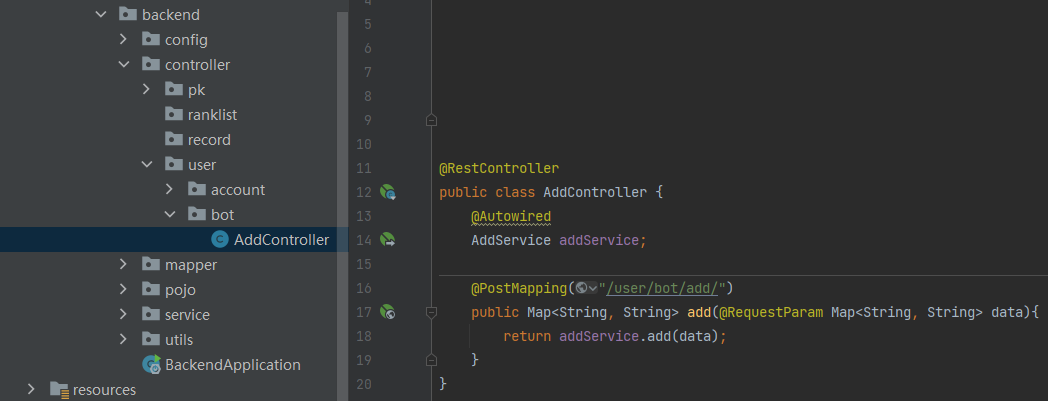 backend
config
controller
pk
ranklist
record
user
account
bot
AddController
mapper
pojo
service
utils
BackendApplication
resources
4
5
6
7
8
9
10
11 @RestController
12 public class AddController {
13 @Autowired
14 AddService addService;
15
16 @PostMapping("/user/bot/add/")
17 public Map<String, String> add(@RequestParam Map<String, String> data){
18 return addService.add(data);
19 }
20 }